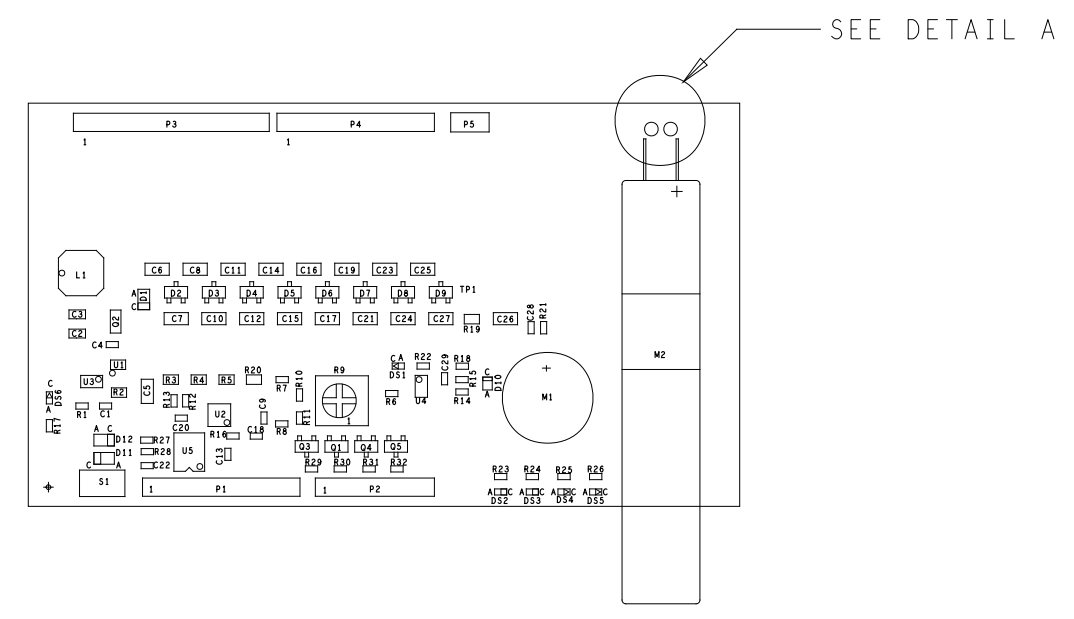 SEE DETAIL A
P3
P4
P5
1
1
+
L1
C6
C8
C11
C14
C16
C19
C23
C25
A
D1
C
D2
D3
D4
D5
D6
D7
D8
D9
TP1
C3
C2
Q2
C7
C10
C12
C15
C17
C21
C24
C27
R19
C26
C28
R21
C4
M2
U1
U3
R2
C
DS6
A
R1
C1
R17
C5
R3
R4
R5
R20
R7
R10
R9
1
C A
DS1
R22
R6
U4
C29
R18
R15
R14
C
D10
A
+
M1
R13
R12
C20
U2
R16
C9
C18
R8
R11
A C
D12
D11
C A
R27
R28
C22
U5
C13
Q3
Q1
Q4
Q5
R29
R30
R31
R32
S1
1
P1
1
P2
R23
R24
R25
R26
A C
A C
A C
A C
DS2
DS3
DS4
DS5